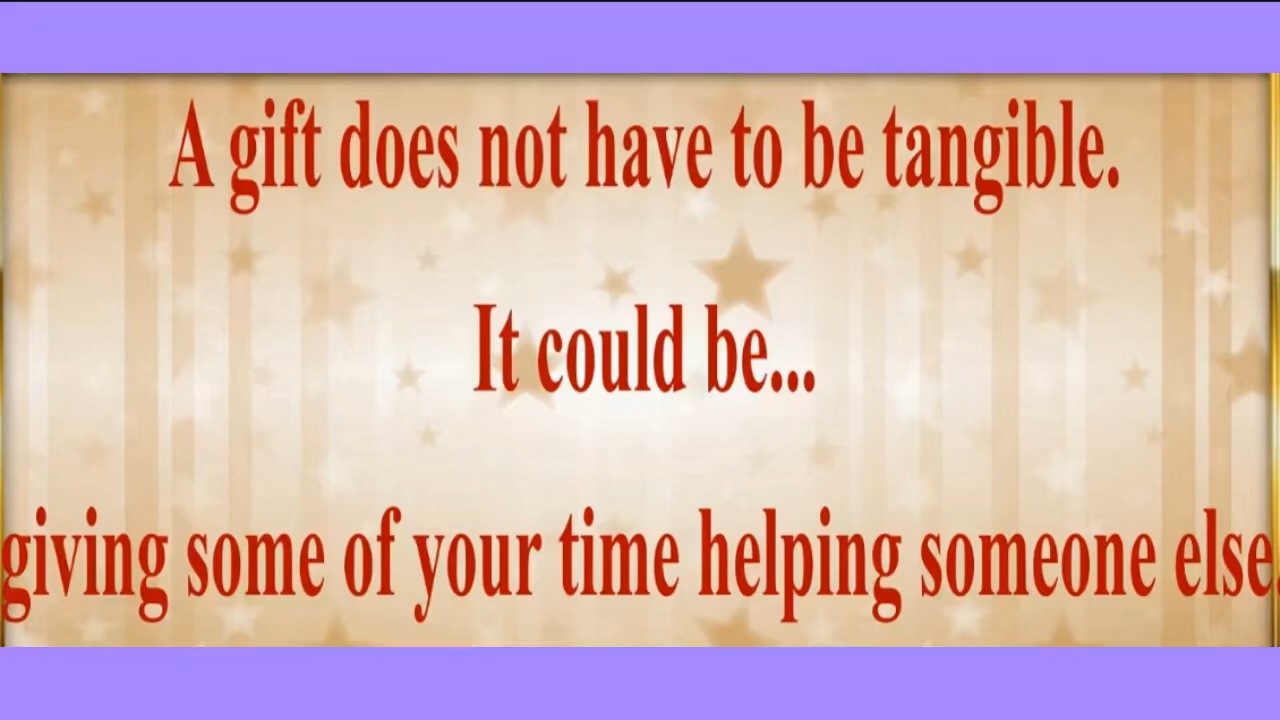 A gift does not have to be tangible.
It could be...
giving some of your time helping someone else.